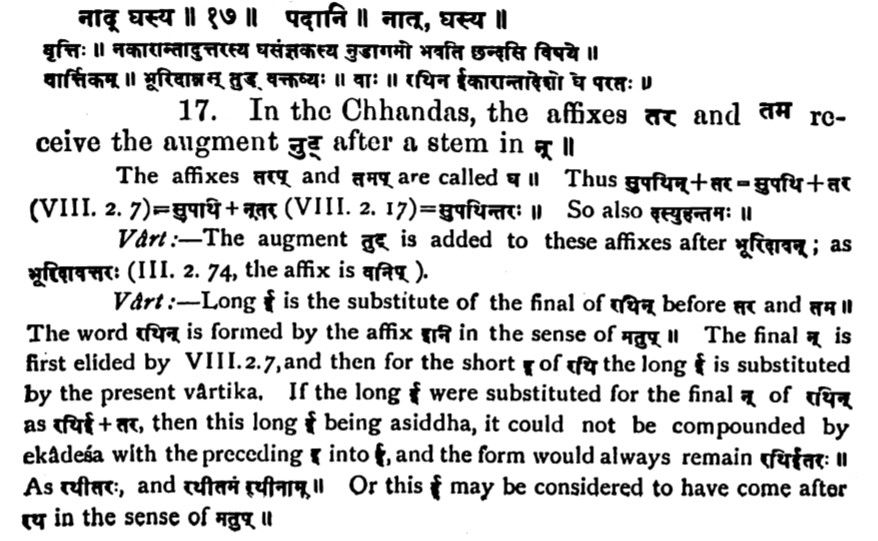 नाद् घस्य ॥ १७ ॥ पदानि ॥ नात्, घस्य ॥
वृत्तिः ॥ नकारान्तादुत्तरस्य घसंज्ञकस्य नुडागमो भवति छन्दसि विषये ॥
वार्त्तिकम् ॥ भूरिदाव्नस् तुड् वक्तव्यः ॥ वाः ॥ रथिन ईकारान्तादेशो घे परतः ॥
17. In the Chhandas, the affixes तर and तम re-
ceive the augment नुट् after a stem in न् ॥
The affixes तरप् and तमप् are called घ ॥ Thus सुपथिन्+तर=सुपथि+तर
(VIII. 2. 7)=सुपथि+न्तर (VIII. 2. 17)=सुपथिन्तरः ॥ So also दस्युहन्तमः ॥
Vârt :—The augment तुट् is added to these affixes after भूरिदावन् ; as
भूरिदावत्तरः (III. 2. 74, the affix is वनिप् ).
Vârt :—Long ई is the substitute of the final of रथिन् before तर and तम ॥
The word रथिन् is formed by the affix इनि in the sense of मतुप् ॥ The final न् is
first elided by VIII.2.7, and then for the short इ of रथि the long ई is substituted
by the present vârtika. If the long ई were substituted for the final न् of रथिन्
as रथिई+तर, then this long ई being asiddha, it could not be compounded by
ekâdeśa with the preceding इ into ई, and the form would always remain रथिईतरः ॥
As रथीतरः, and रथीतमं रथीनाम् ॥ Or this ई may be considered to have come after
रथ in the sense of मतुप् ॥